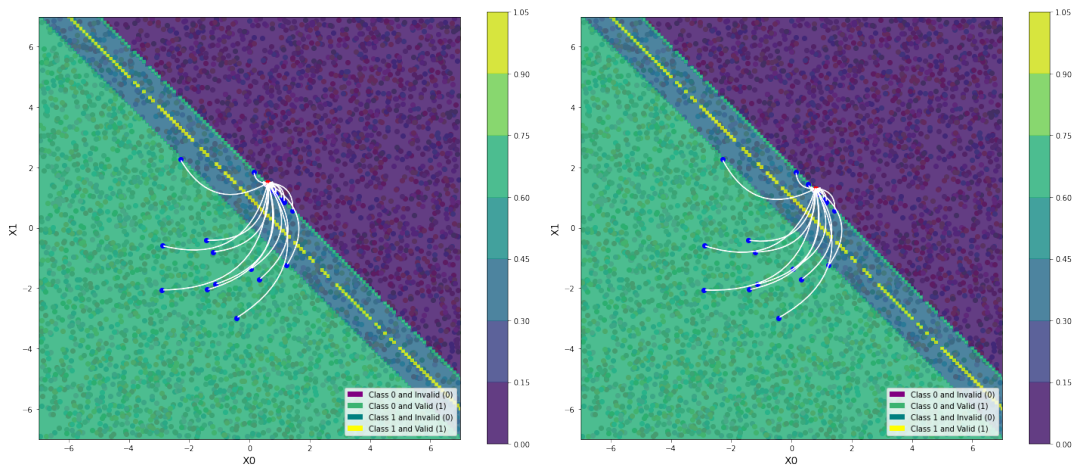 1.05
0.90
0.75
0.60
0.45
0.30
0.15
0.00
6
4
2
0
−2
−4
−6
X1
−6 −4 −2 0 2 4 6
X0
Class 0 and Invalid (0)
Class 0 and Valid (1)
Class 1 and Invalid (0)
Class 1 and Valid (1)
1.05
0.90
0.75
0.60
0.45
0.30
0.15
0.00
6
4
2
0
−2
−4
−6
X1
−6 −4 −2 0 2 4 6
X0
Class 0 and Invalid (0)
Class 0 and Valid (1)
Class 1 and Invalid (0)
Class 1 and Valid (1)